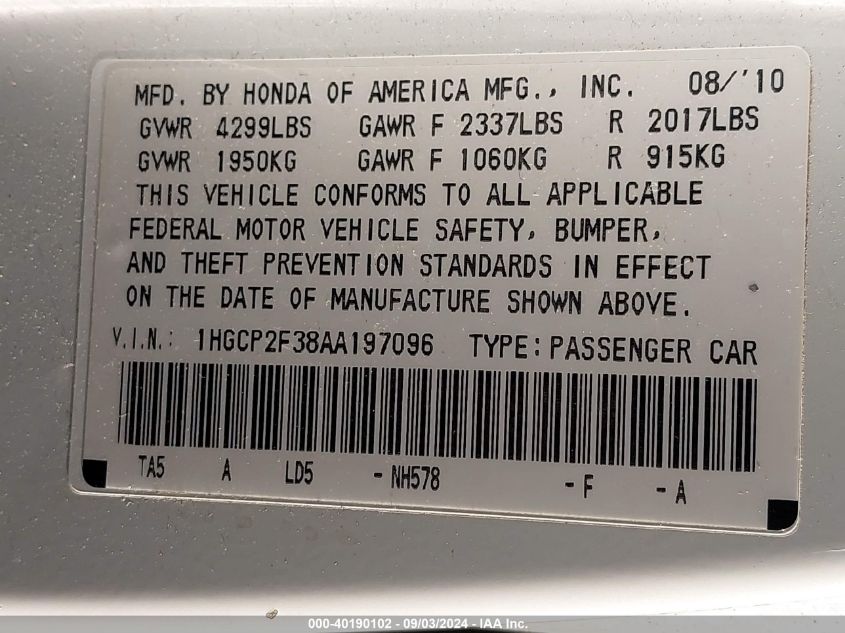 MFD. BY HONDA OF AMERICA MFG., INC. 08/'10
GVWR 4299LBS GAWR F 2337LBS R 2017LBS
GVWR 1950KG GAWR F 1060KG R 915KG
THIS VEHICLE CONFORMS TO ALL APPLICABLE
FEDERAL MOTOR VEHICLE SAFETY, BUMPER,
AND THEFT PREVENTION STANDARDS IN EFFECT
ON THE DATE OF MANUFACTURE SHOWN ABOVE.
V.I.N.: 1HGCP2F38AA197096 TYPE: PASSENGER CAR
TA5 A LD5 - NH578 - F - A
000-40190102 - 09/03/2024 - IAA Inc.